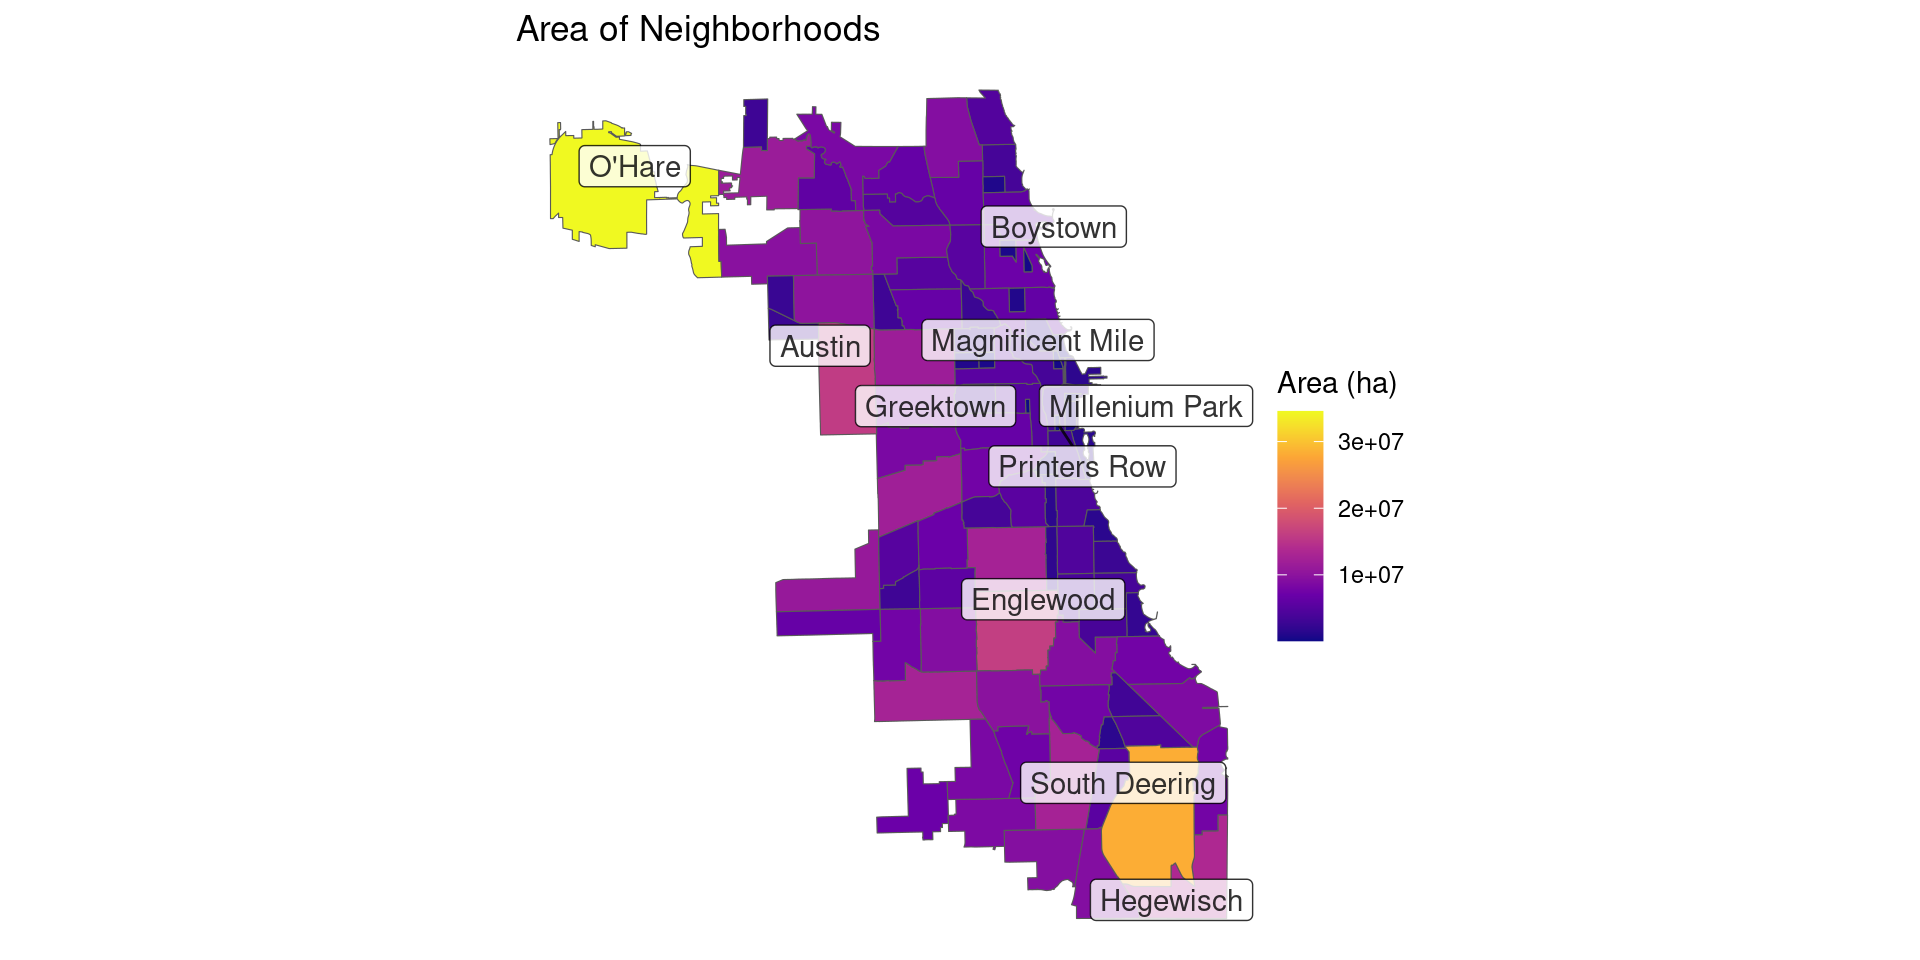 Area of Neighborhoods
O'Hare
Boystown
Austin
Magnificent Mile
Greektown
Millenium Park
Printers Row
Englewood
South Deering
Hegewisch
Area (ha)
3e+07
2e+07
1e+07